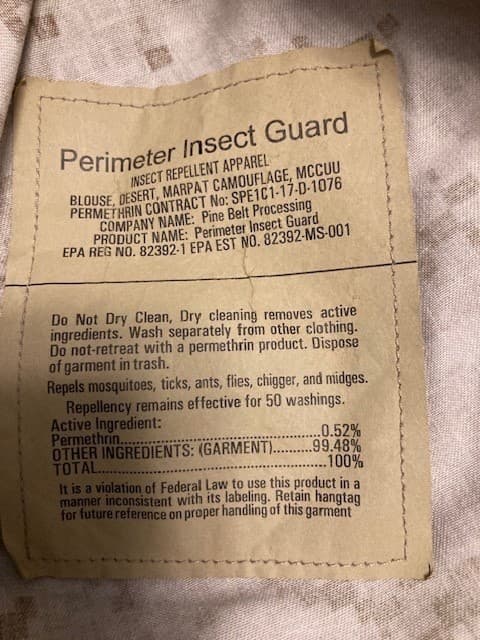 Perimeter Insect Guard
INSECT REPELLENT APPAREL
BLOUSE, DESERT, MARPAT CAMOUFLAGE, MCCUU
PERMETHRIN CONTRACT No: SPE1C1-17-D-1076
COMPANY NAME: Pine Belt Processing
PRODUCT NAME: Perimeter Insect Guard
EPA REG NO. 82392-1 EPA EST NO. 82392-MS-001
Do Not Dry Clean, Dry cleaning removes active
ingredients. Wash separately from other clothing.
Do not-retreat with a permethrin product. Dispose
of garment in trash.
Repels mosquitoes, ticks, ants, flies, chigger, and midges.
Repellency remains effective for 50 washings.
Active Ingredient:
Permethrin..............................0.52%
OTHER INGREDIENTS: (GARMENT).........99.48%
TOTAL...................................100%
It is a violation of Federal Law to use this product in a
manner inconsistent with its labeling. Retain hangtag
for future reference on proper handling of this garment